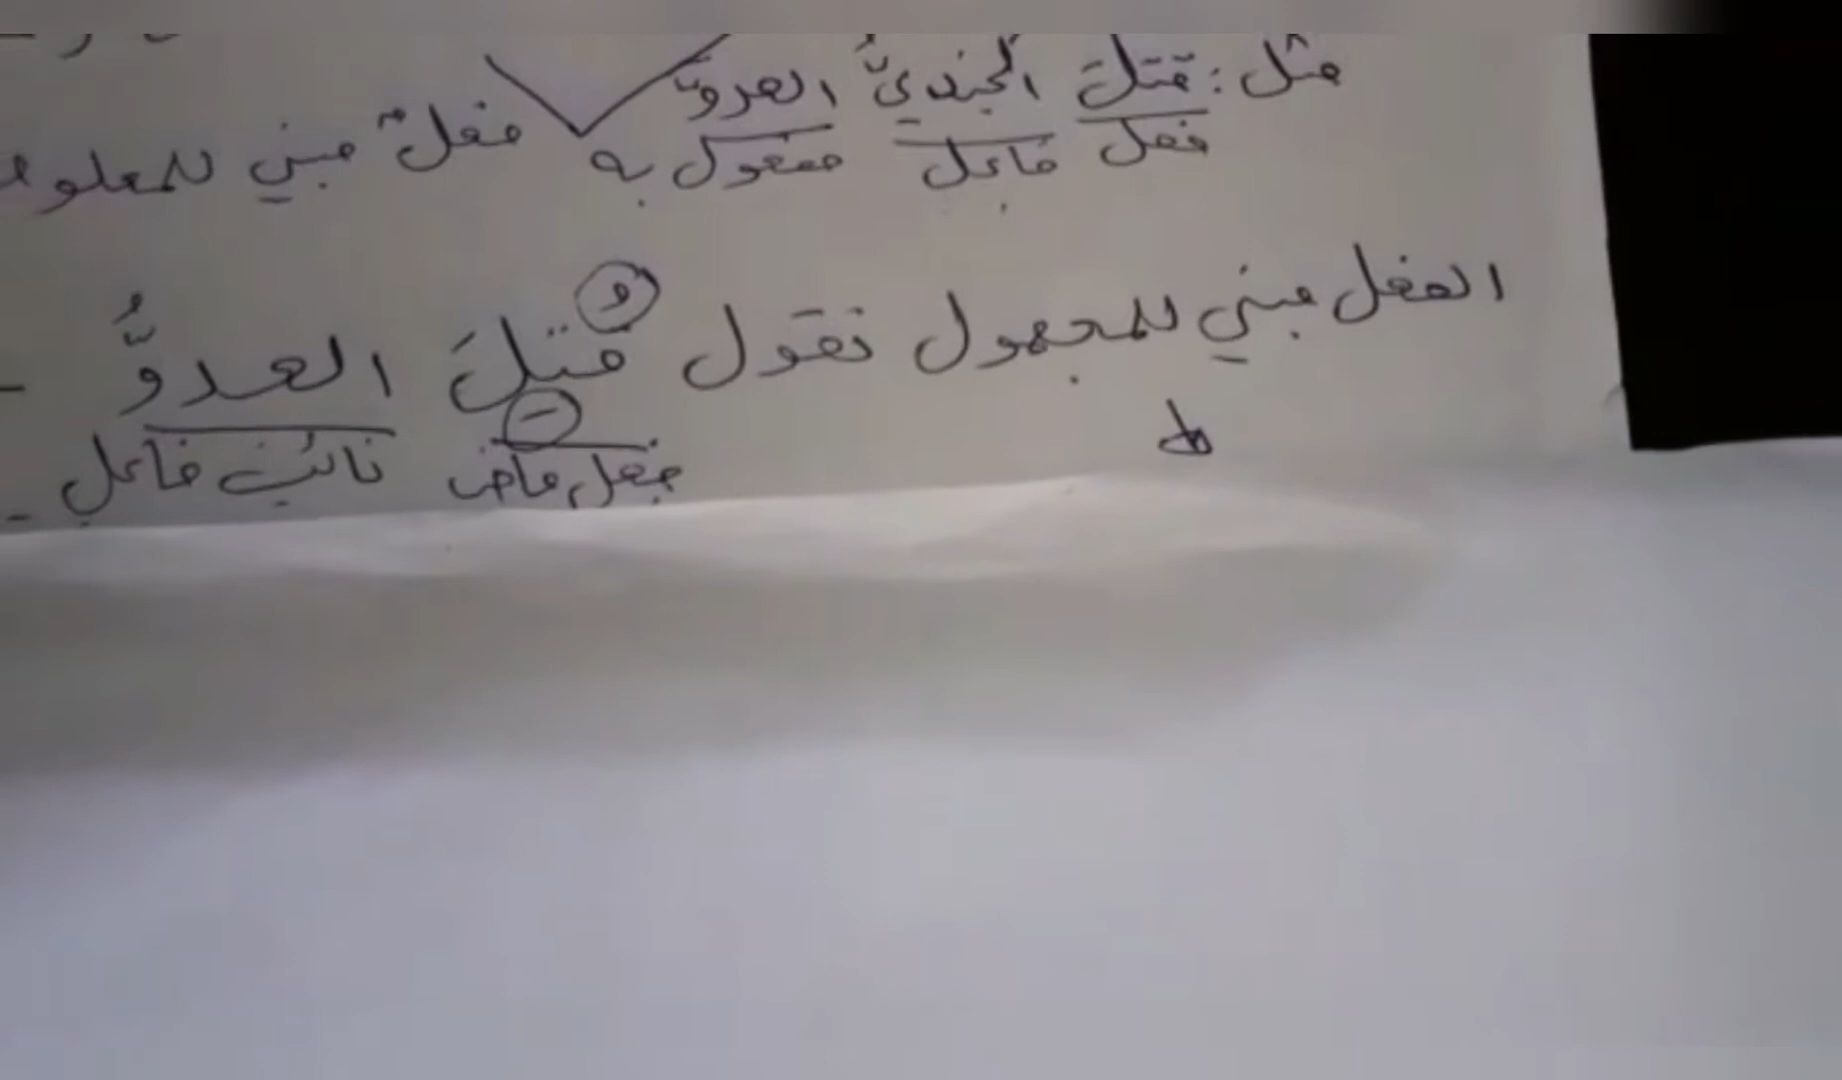 مثل: قتلَ الجنديُّ العدوَّ
فعل فاعل مفعول به فعلٌ مبني للمعلوم
الفعل مبني للمجهول تقول قُتِلَ العدوُّ
فعل ماض نائب فاعل